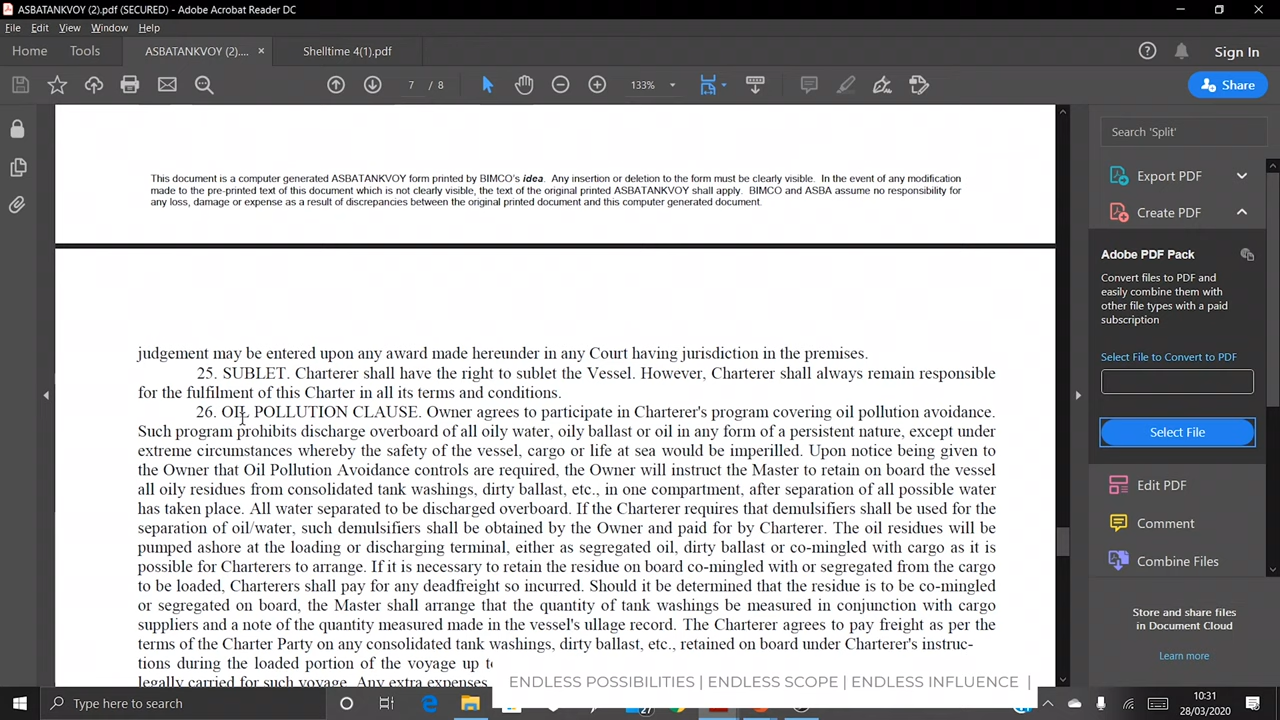 ASBATANKVOY (2).pdf (SECURED) - Adobe Acrobat Reader DC
File Edit View Window Help
Home Tools ASBATANKVOY (2).... × Shelltime 4(1).pdf Sign In
7 / 8 133% Share
This document is a computer generated ASBATANKVOY form printed by BIMCO's idea. Any insertion or deletion to the form must be clearly visible. In the event of any modification
made to the pre-printed text of this document which is not clearly visible, the text of the original printed ASBATANKVOY shall apply. BIMCO and ASBA assume no responsibility for
any loss, damage or expense as a result of discrepancies between the original printed document and this computer generated document.
judgement may be entered upon any award made hereunder in any Court having jurisdiction in the premises.
25. SUBLET. Charterer shall have the right to sublet the Vessel. However, Charterer shall always remain responsible
for the fulfilment of this Charter in all its terms and conditions.
26. OIL POLLUTION CLAUSE. Owner agrees to participate in Charterer's program covering oil pollution avoidance.
Such program prohibits discharge overboard of all oily water, oily ballast or oil in any form of a persistent nature, except under
extreme circumstances whereby the safety of the vessel, cargo or life at sea would be imperilled. Upon notice being given to
the Owner that Oil Pollution Avoidance controls are required, the Owner will instruct the Master to retain on board the vessel
all oily residues from consolidated tank washings, dirty ballast, etc., in one compartment, after separation of all possible water
has taken place. All water separated to be discharged overboard. If the Charterer requires that demulsifiers shall be used for the
separation of oil/water, such demulsifiers shall be obtained by the Owner and paid for by Charterer. The oil residues will be
pumped ashore at the loading or discharging terminal, either as segregated oil, dirty ballast or co-mingled with cargo as it is
possible for Charterers to arrange. If it is necessary to retain the residue on board co-mingled with or segregated from the cargo
to be loaded, Charterers shall pay for any deadfreight so incurred. Should it be determined that the residue is to be co-mingled
or segregated on board, the Master shall arrange that the quantity of tank washings be measured in conjunction with cargo
suppliers and a note of the quantity measured made in the vessel's ullage record. The Charterer agrees to pay freight as per the
terms of the Charter Party on any consolidated tank washings, dirty ballast, etc., retained on board under Charterer's instruc-
tions during the loaded portion of the voyage up to
legally carried for such voyage. Any extra expenses
Search 'Split'
Export PDF
Create PDF
Adobe PDF Pack
Convert files to PDF and
easily combine them with
other file types with a paid
subscription
Select File to Convert to PDF
Select File
Edit PDF
Comment
Combine Files
Store and share files
in Document Cloud
Learn more
ENDLESS POSSIBILITIES | ENDLESS SCOPE | ENDLESS INFLUENCE |
Type here to search
27
10:31
28/03/2020